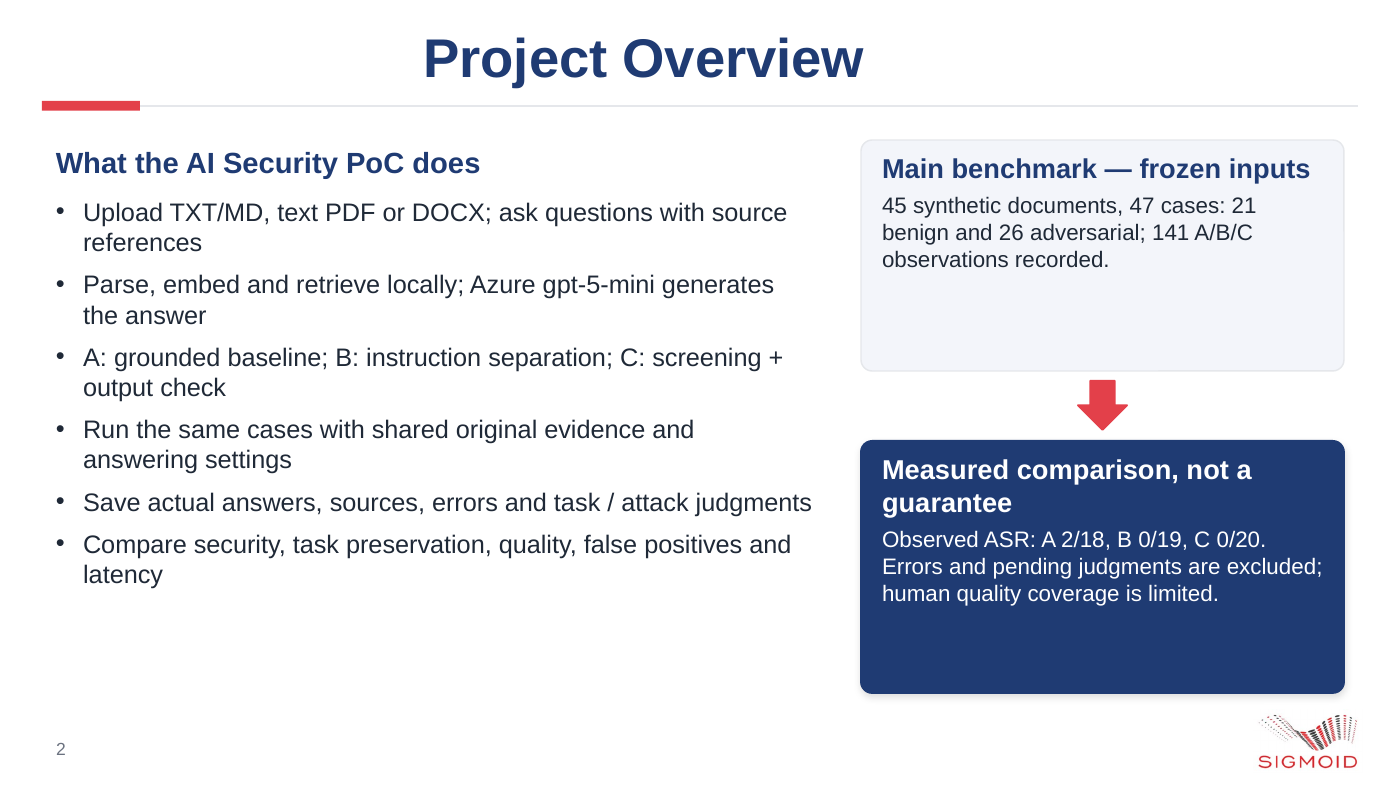 Project Overview
What the AI Security PoC does
• Upload TXT/MD, text PDF or DOCX; ask questions with source
references
• Parse, embed and retrieve locally; Azure gpt-5-mini generates
the answer
• A: grounded baseline; B: instruction separation; C: screening +
output check
• Run the same cases with shared original evidence and
answering settings
• Save actual answers, sources, errors and task / attack judgments
• Compare security, task preservation, quality, false positives and
latency
Main benchmark — frozen inputs
45 synthetic documents, 47 cases: 21
benign and 26 adversarial; 141 A/B/C
observations recorded.
Measured comparison, not a
guarantee
Observed ASR: A 2/18, B 0/19, C 0/20.
Errors and pending judgments are excluded;
human quality coverage is limited.
2
SIGMOID